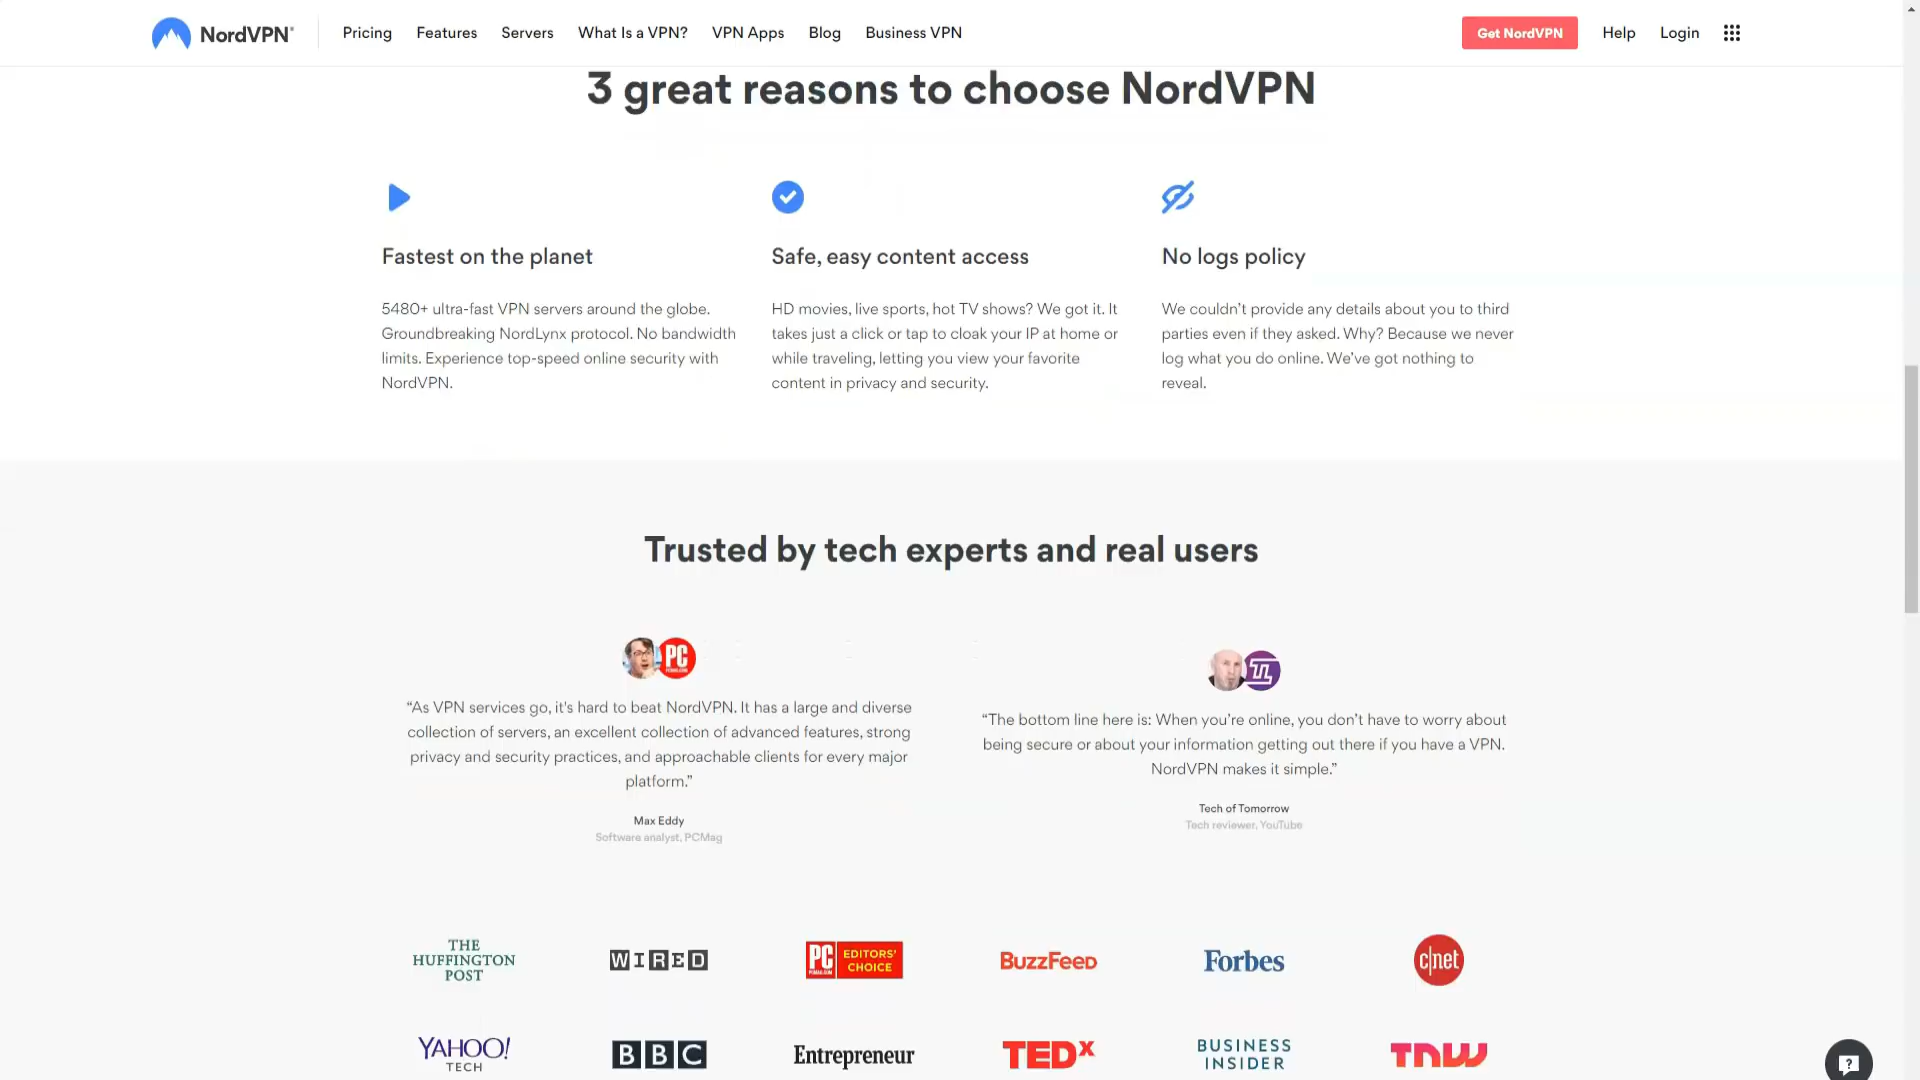 NordVPN®
Pricing
Features
Servers
What Is a VPN?
VPN Apps
Blog
Business VPN
Get NordVPN
Help
Login
3 great reasons to choose NordVPN
Fastest on the planet
5480+ ultra-fast VPN servers around the globe.
Groundbreaking NordLynx protocol. No bandwidth
limits. Experience top-speed online security with
NordVPN.
Safe, easy content access
HD movies, live sports, hot TV shows? We got it. It
takes just a click or tap to cloak your IP at home or
while traveling, letting you view your favorite
content in privacy and security.
No logs policy
We couldn’t provide any details about you to third
parties even if they asked. Why? Because we never
log what you do online. We’ve got nothing to
reveal.
Trusted by tech experts and real users
PC
“As VPN services go, it's hard to beat NordVPN. It has a large and diverse
collection of servers, an excellent collection of advanced features, strong
privacy and security practices, and approachable clients for every major
platform.”
Max Eddy
Software analyst, PCMag
“The bottom line here is: When you’re online, you don’t have to worry about
being secure or about your information getting out there if you have a VPN.
NordVPN makes it simple.”
Tech of Tomorrow
Tech reviewer, YouTube
THE
HUFFINGTON
POST
WIRED
PC
PCMAG.COM
EDITORS'
CHOICE
BuzzFeed
Forbes
c|net
YAHOO!
TECH
BBC
Entrepreneur
TEDx
BUSINESS
INSIDER
TNW
?